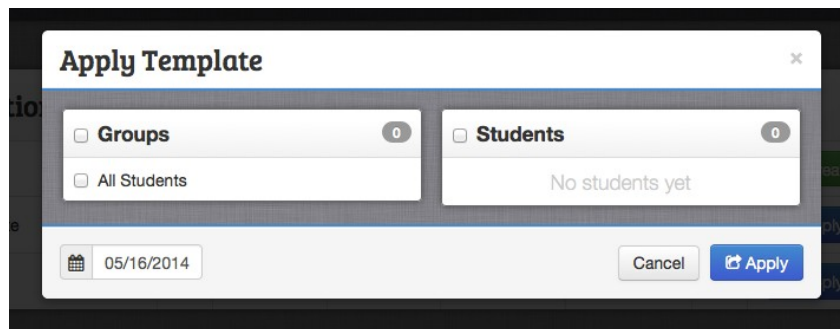 Apply Template
×
Groups 0
All Students
Students 0
No students yet
05/16/2014
Cancel
Apply